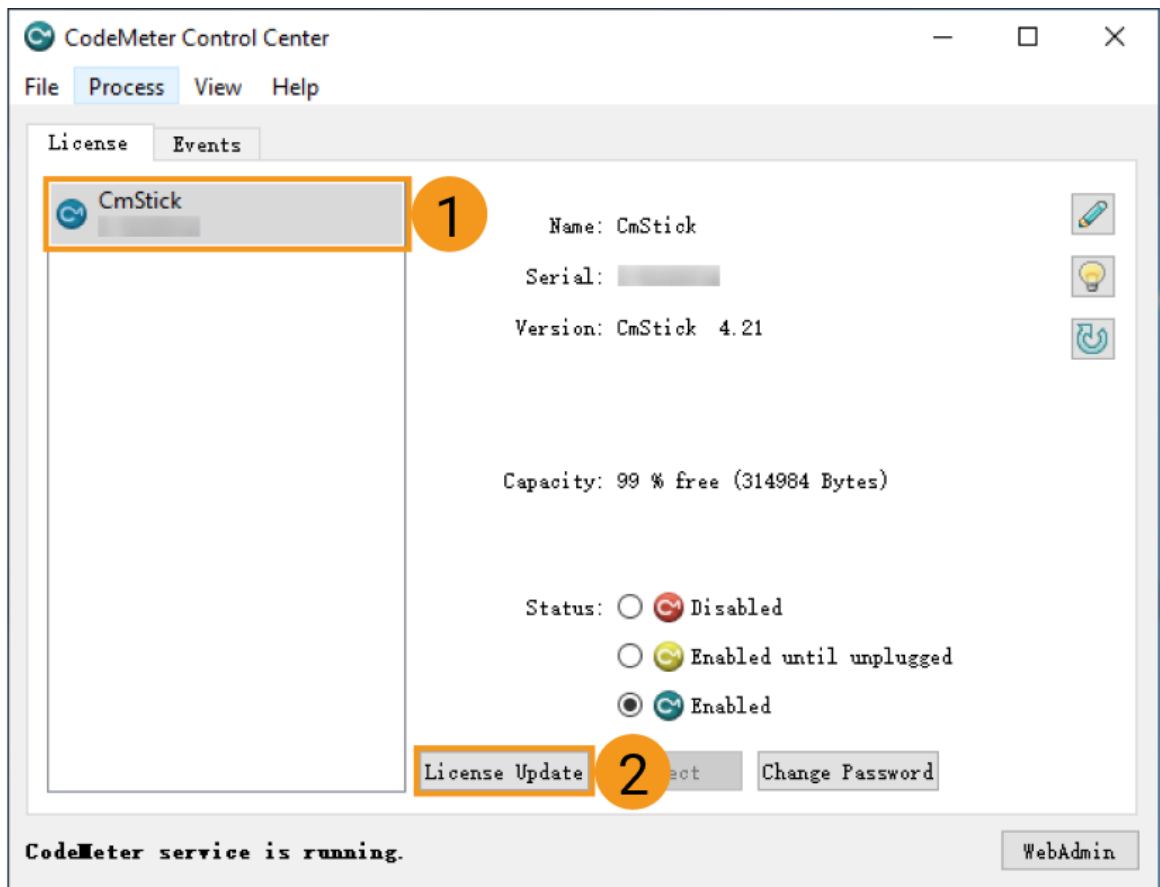 CodeMeter Control Center
File Process View Help
License Events
CmStick
1
Name: CmStick
Serial:
Version: CmStick 4.21
Capacity: 99 % free (314984 Bytes)
Status: Disabled
Enabled until unplugged
Enabled
License Update 2 Change Password
CodeMeter service is running.
WebAdmin